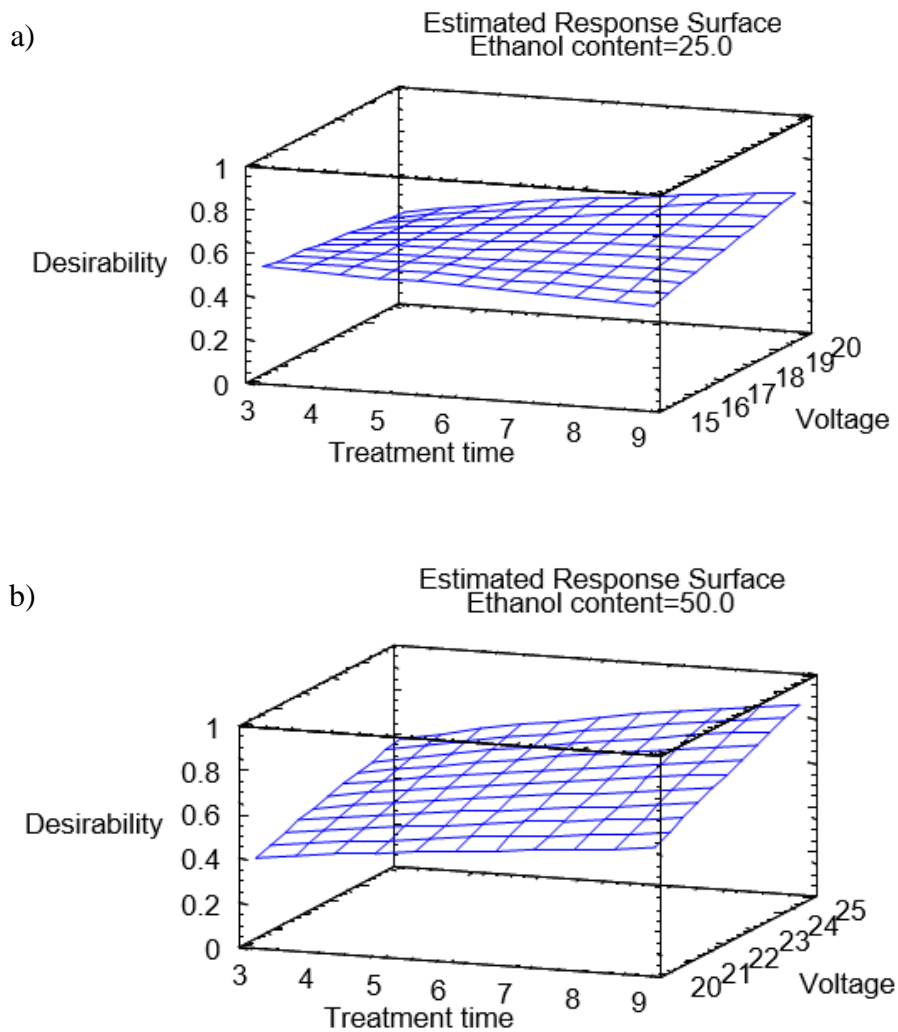 a)
Estimated Response Surface
Ethanol content=25.0
1
0.8
0.6
0.4
0.2
0
Desirability
3 4 5 6 7 8 9
Treatment time
15 16 17 18 19 20
Voltage
b)
Estimated Response Surface
Ethanol content=50.0
1
0.8
0.6
0.4
0.2
0
Desirability
3 4 5 6 7 8 9
Treatment time
20 21 22 23 24 25
Voltage